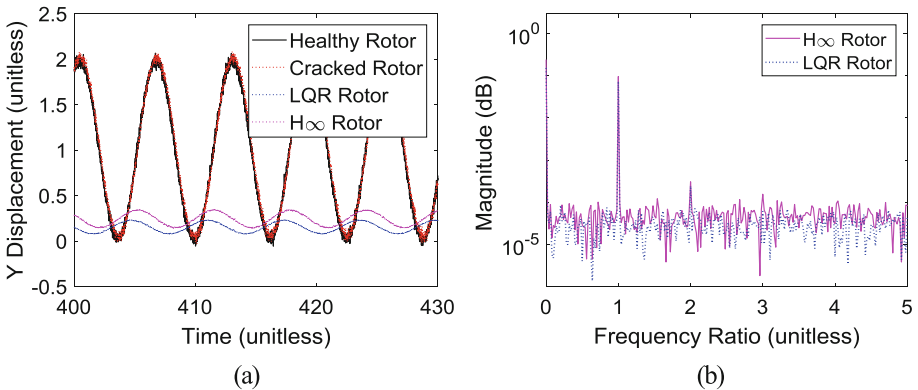 2.5
2
1.5
1
0.5
0
-0.5
Y Displacement (unitless)
Healthy Rotor
Cracked Rotor
LQR Rotor
H∞ Rotor
400
410
420
430
Time (unitless)
(a)
10^0
10^-5
Magnitude (dB)
H∞ Rotor
LQR Rotor
0
1
2
3
4
5
Frequency Ratio (unitless)
(b)